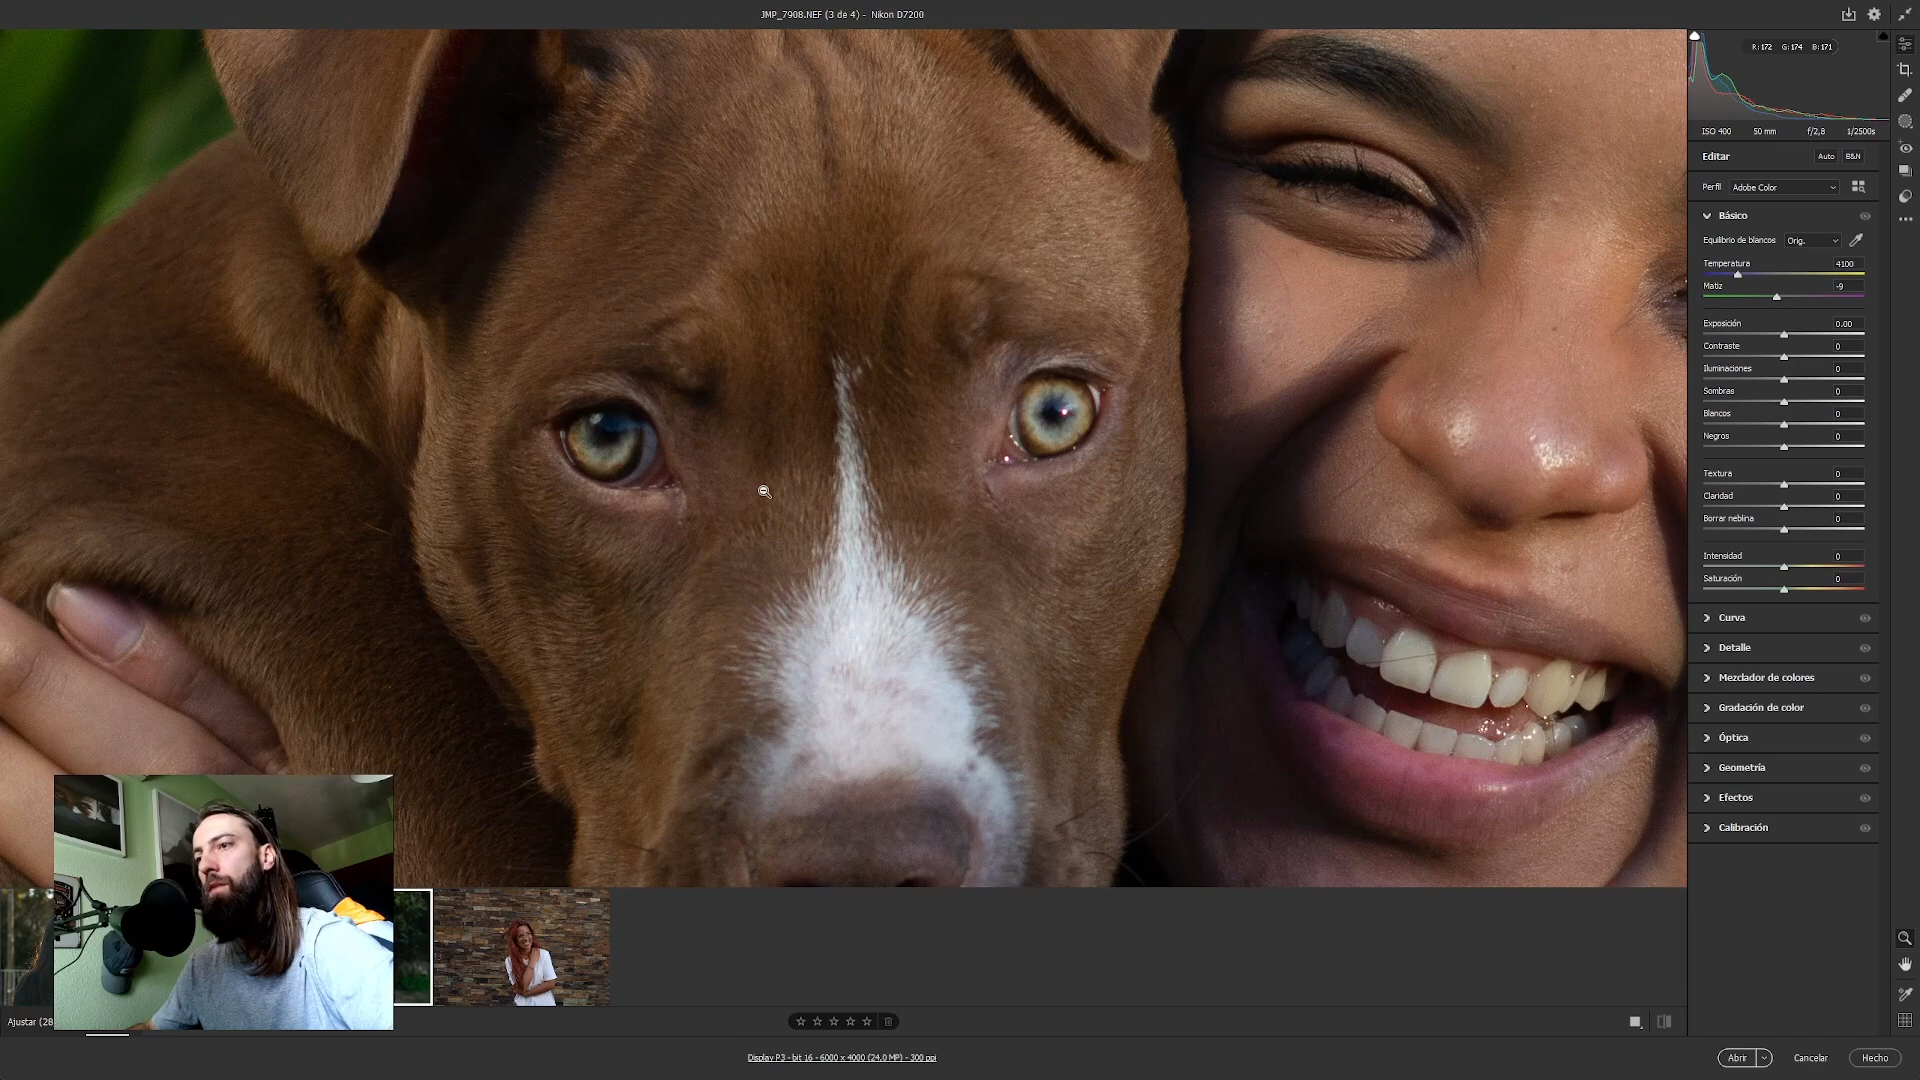 JMP_7908.NEF (3 de 4) - Nikon D7200
R: 172 G: 174 B: 171
ISO 400 50 mm f/2,8 1/2500s
Editar Auto B&N
Perfil Adobe Color
Básico
Equilibrio de blancos Orig.
Temperatura 4100
Matiz -9
Exposición 0.00
Contraste 0
Iluminaciones 0
Sombras 0
Blancos 0
Negros 0
Textura 0
Claridad 0
Borrar neblina 0
Intensidad 0
Saturación 0
Curva
Detalle
Mezclador de colores
Gradación de color
Óptica
Geometría
Efectos
Calibración
Ajustar (28
Display P3 - bit 16 - 6000 x 4000 (24.0 MP) - 300 ppi
Abrir Cancelar Hecho